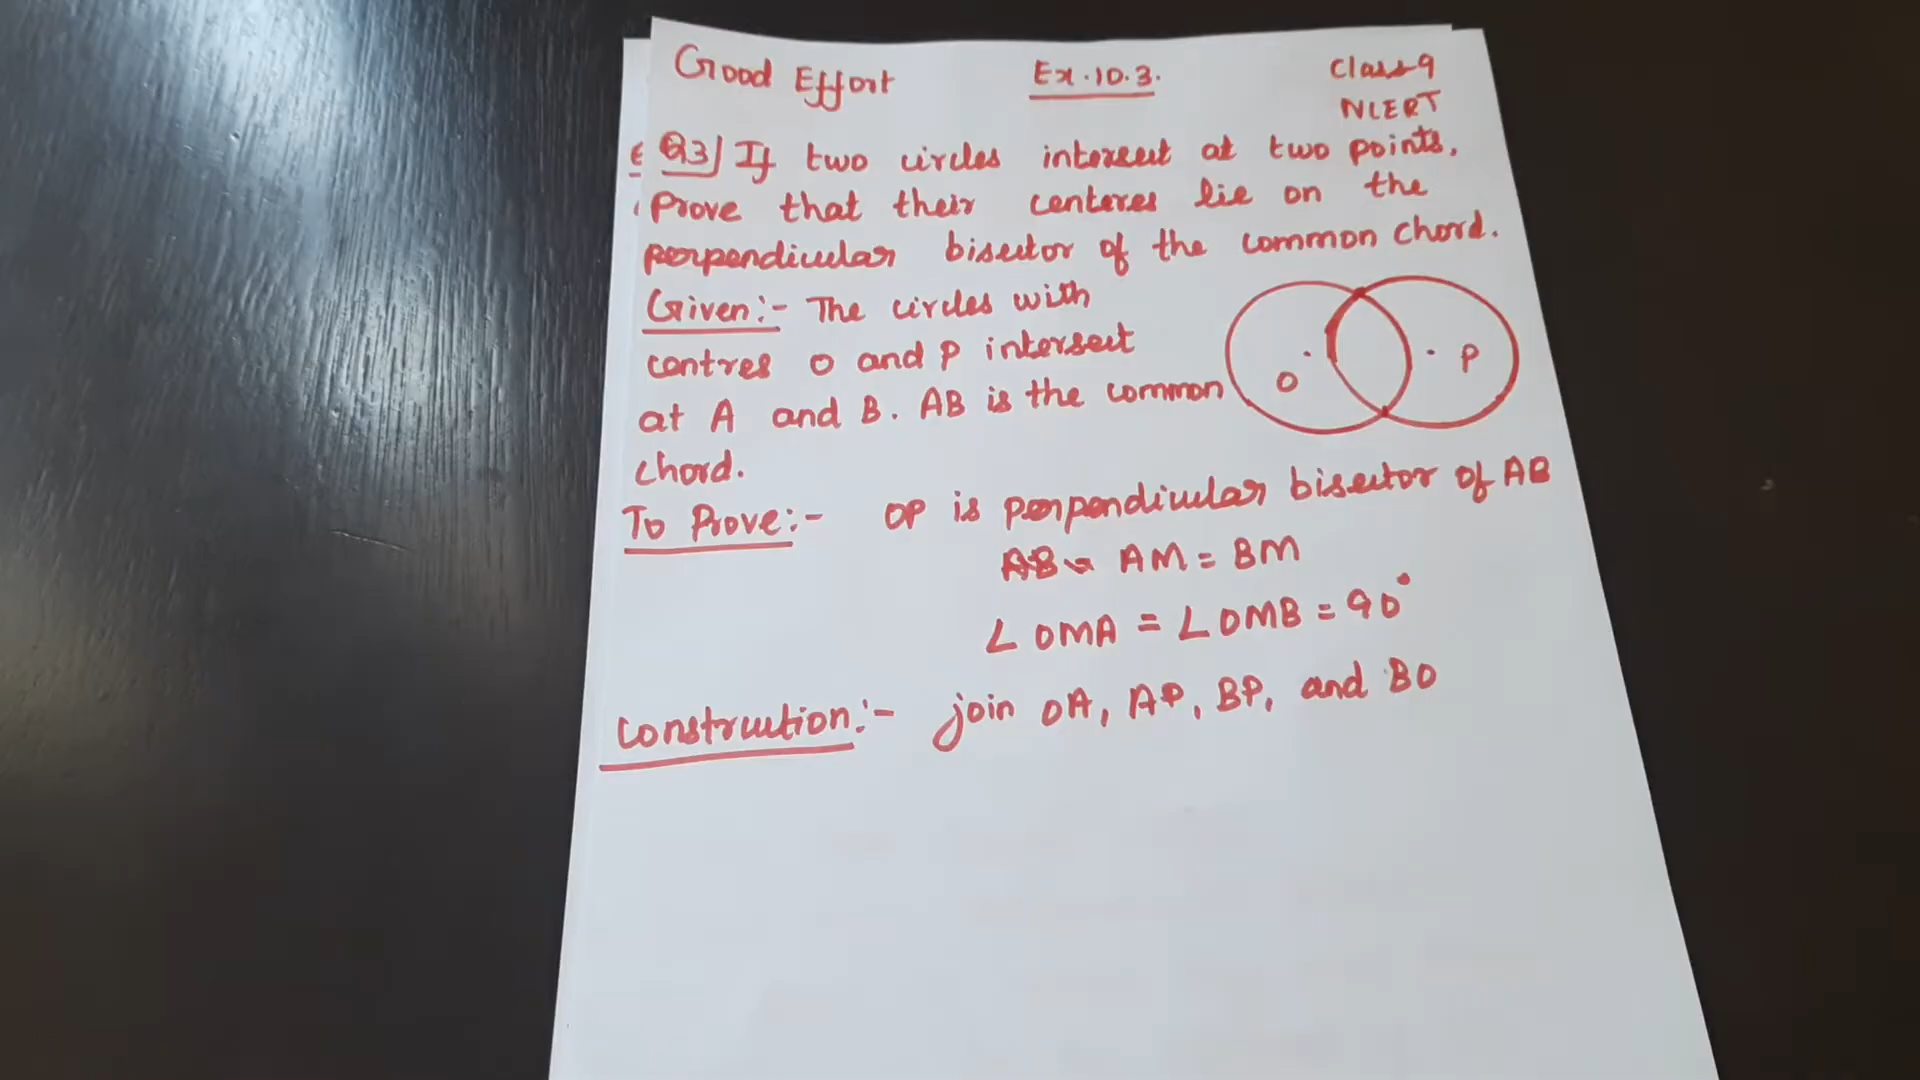 Good Effort Ex.10.3. Class-9
NCERT
Q3) If two circles intersect at two points,
Prove that their centeres lie on the
perpendicular bisector of the common chord.
Given:- The circles with
centres O and P intersect
at A and B. AB is the common
chord.
O
P
To Prove:- OP is perpendicular bisector of AB
AM = BM
∠OMA = ∠OMB = 90°
Construction:- join OA, AP, BP, and BO